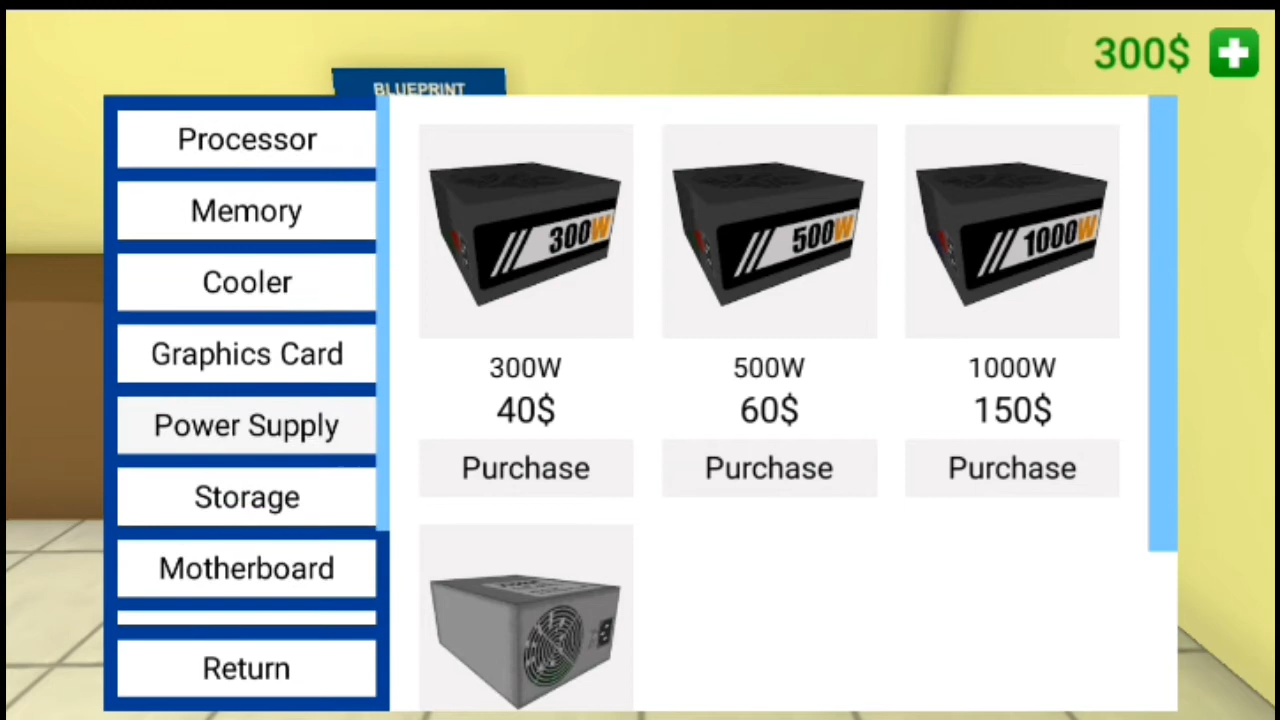 300$
BLUEPRINT
Processor
Memory
Cooler
Graphics Card
Power Supply
Storage
Motherboard
Return
300W
500W
1000W
300W
500W
1000W
40$
60$
150$
Purchase
Purchase
Purchase